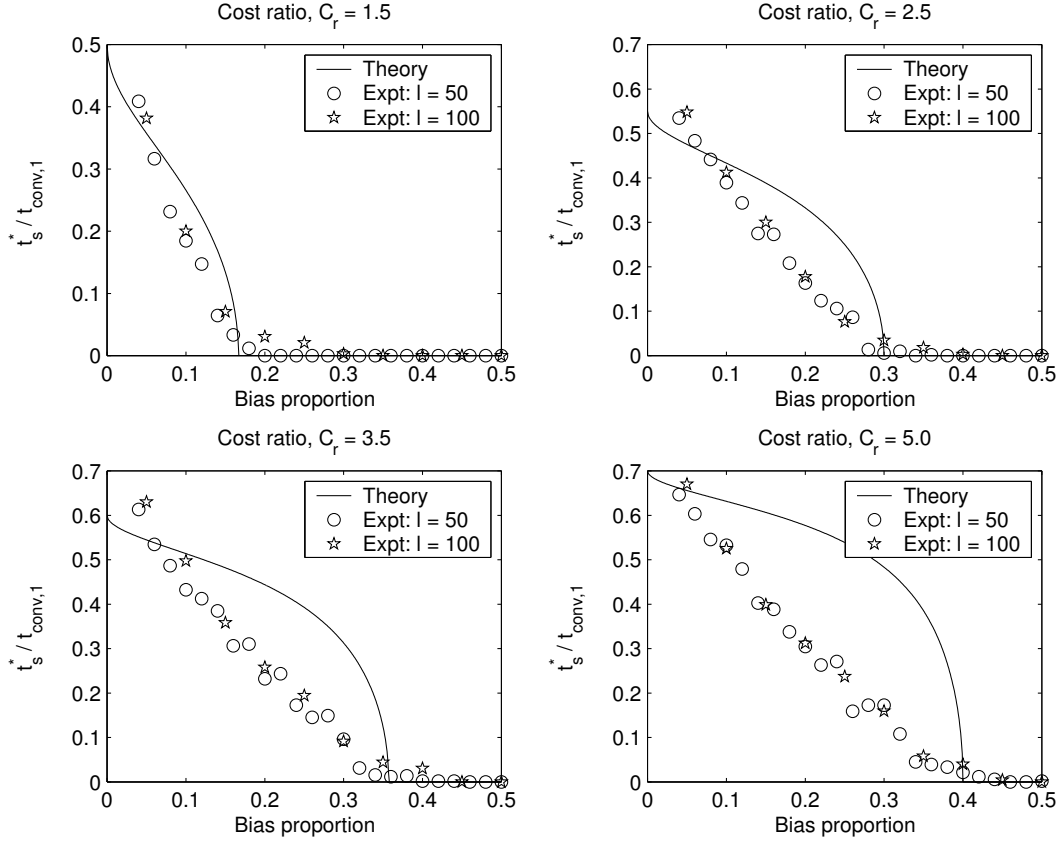 Cost ratio, C_r = 1.5
0.5
0.4
0.3
0.2
0.1
0
t_s^* / t_conv,1
Theory
Expt: l = 50
Expt: l = 100
0 0.1 0.2 0.3 0.4 0.5
Bias proportion
Cost ratio, C_r = 2.5
0.7
0.6
0.5
0.4
0.3
0.2
0.1
0
t_s^* / t_conv,1
Theory
Expt: l = 50
Expt: l = 100
0 0.1 0.2 0.3 0.4 0.5
Bias proportion
Cost ratio, C_r = 3.5
0.7
0.6
0.5
0.4
0.3
0.2
0.1
0
t_s^* / t_conv,1
Theory
Expt: l = 50
Expt: l = 100
0 0.1 0.2 0.3 0.4 0.5
Bias proportion
Cost ratio, C_r = 5.0
0.7
0.6
0.5
0.4
0.3
0.2
0.1
0
t_s^* / t_conv,1
Theory
Expt: l = 50
Expt: l = 100
0 0.1 0.2 0.3 0.4 0.5
Bias proportion